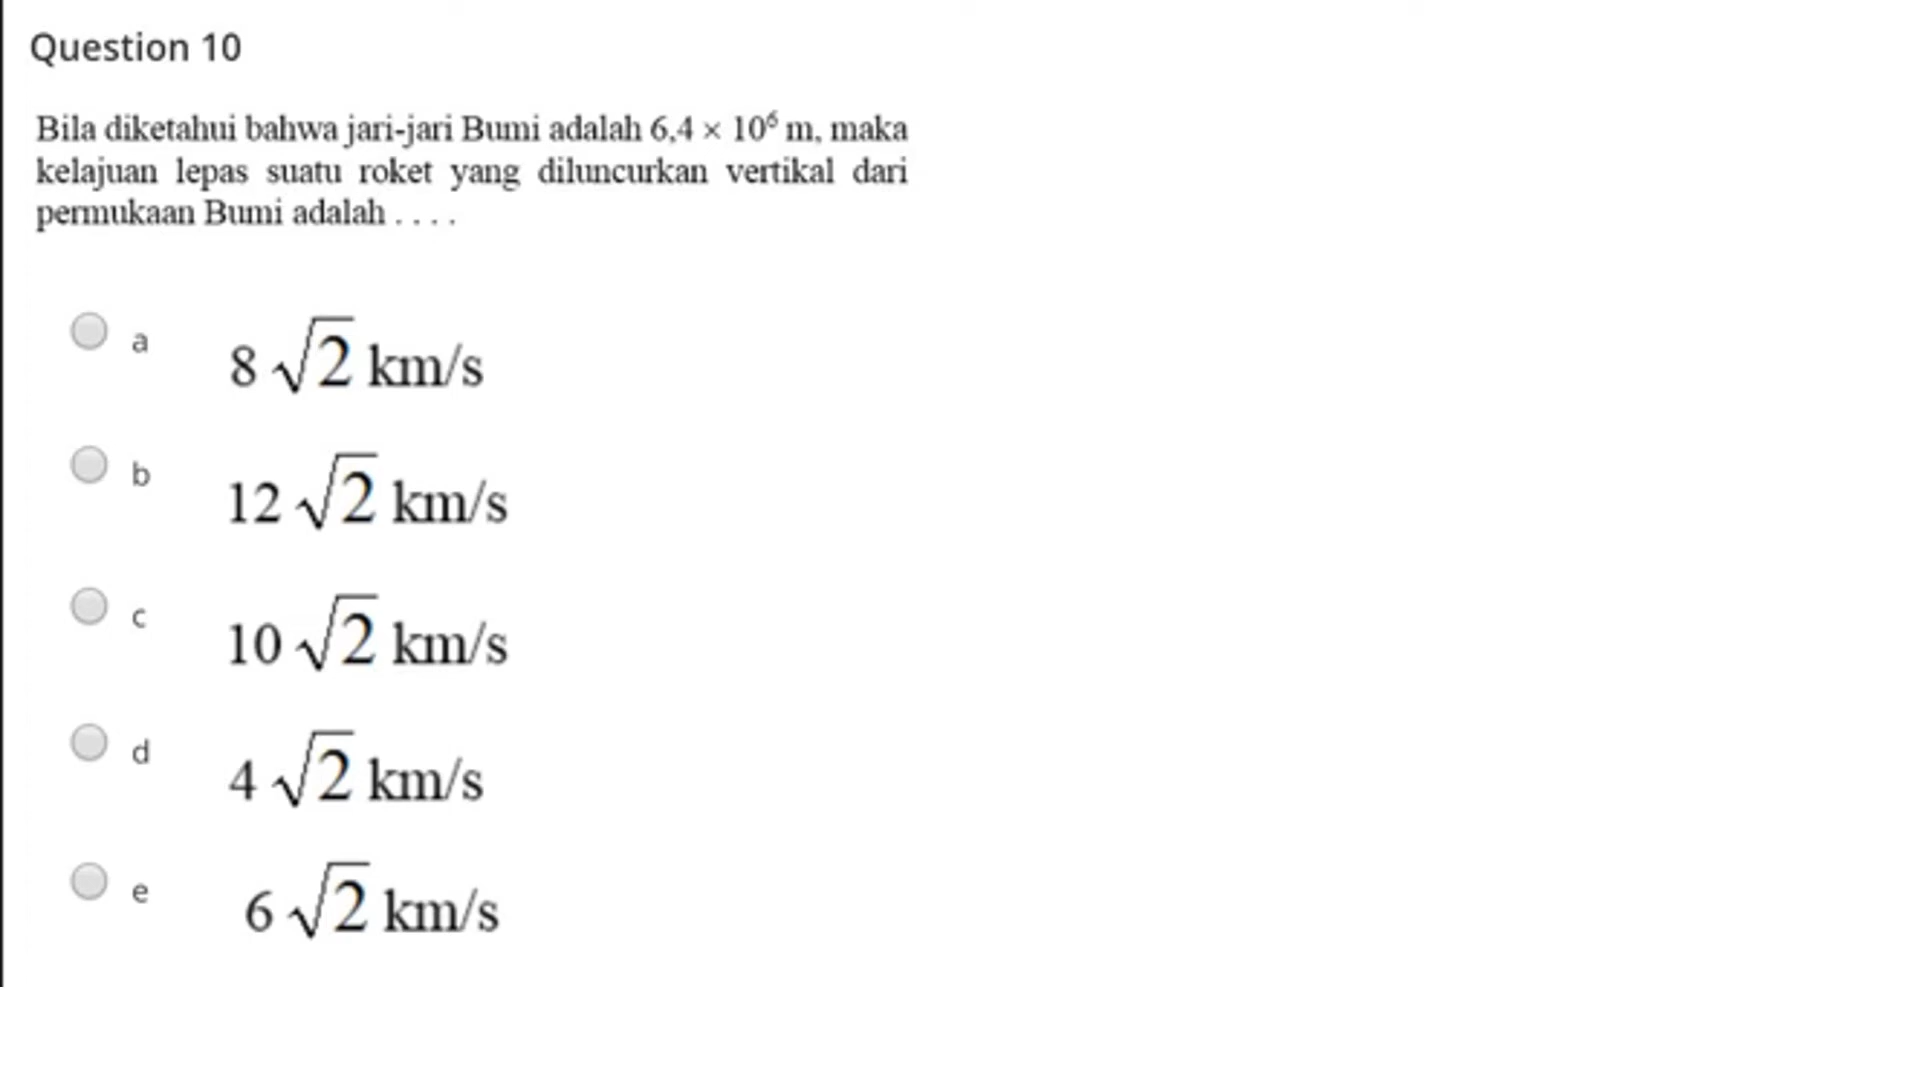 Question 10
Bila diketahui bahwa jari-jari Bumi adalah 6,4 × 10⁶ m, maka
kelajuan lepas suatu roket yang diluncurkan vertikal dari
permukaan Bumi adalah . . . .
a 8 √2 km/s
b 12 √2 km/s
c 10 √2 km/s
d 4 √2 km/s
e 6 √2 km/s